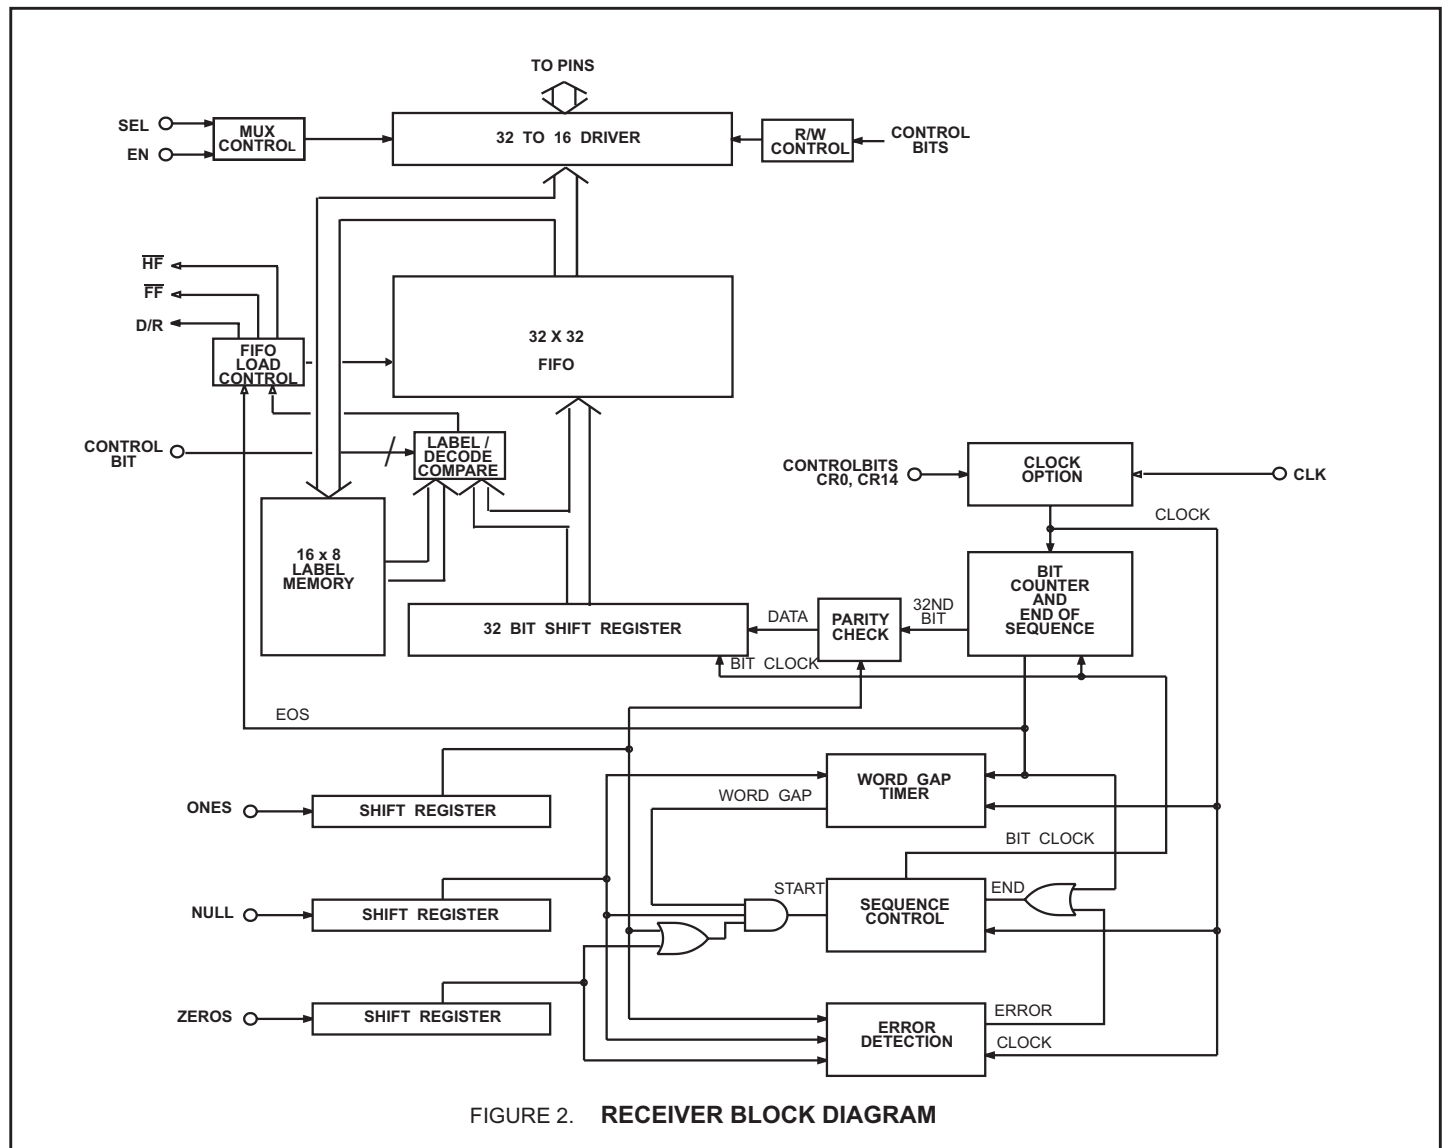 TO PINS
SEL
EN
MUX
CONTROL
32 TO 16 DRIVER
R/W
CONTROL
CONTROL
BITS
HF
FF
D/R
FIFO
LOAD
CONTROL
32 X 32
FIFO
CONTROL
BIT
/
LABEL /
DECODE
COMPARE
CONTROLBITS
CR0, CR14
CLOCK
OPTION
CLK
CLOCK
16 x 8
LABEL
MEMORY
BIT
COUNTER
AND
END OF
SEQUENCE
32 BIT SHIFT REGISTER
DATA
PARITY
CHECK
32ND
BIT
BIT CLOCK
EOS
ONES
SHIFT REGISTER
WORD GAP
WORD GAP
TIMER
BIT CLOCK
NULL
SHIFT REGISTER
START
SEQUENCE
CONTROL
END
ZEROS
SHIFT REGISTER
ERROR
DETECTION
ERROR
CLOCK
FIGURE 2. RECEIVER BLOCK DIAGRAM